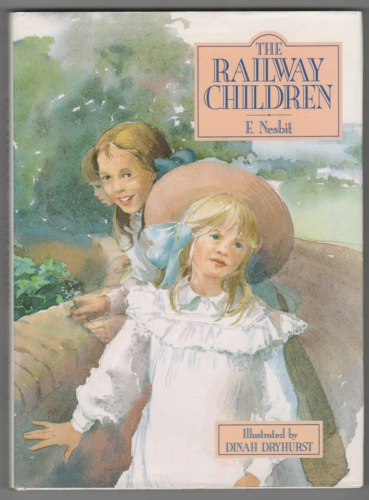 THE
RAILWAY
CHILDREN
E. Nesbit
Illustrated by
DINAH DRYHURST